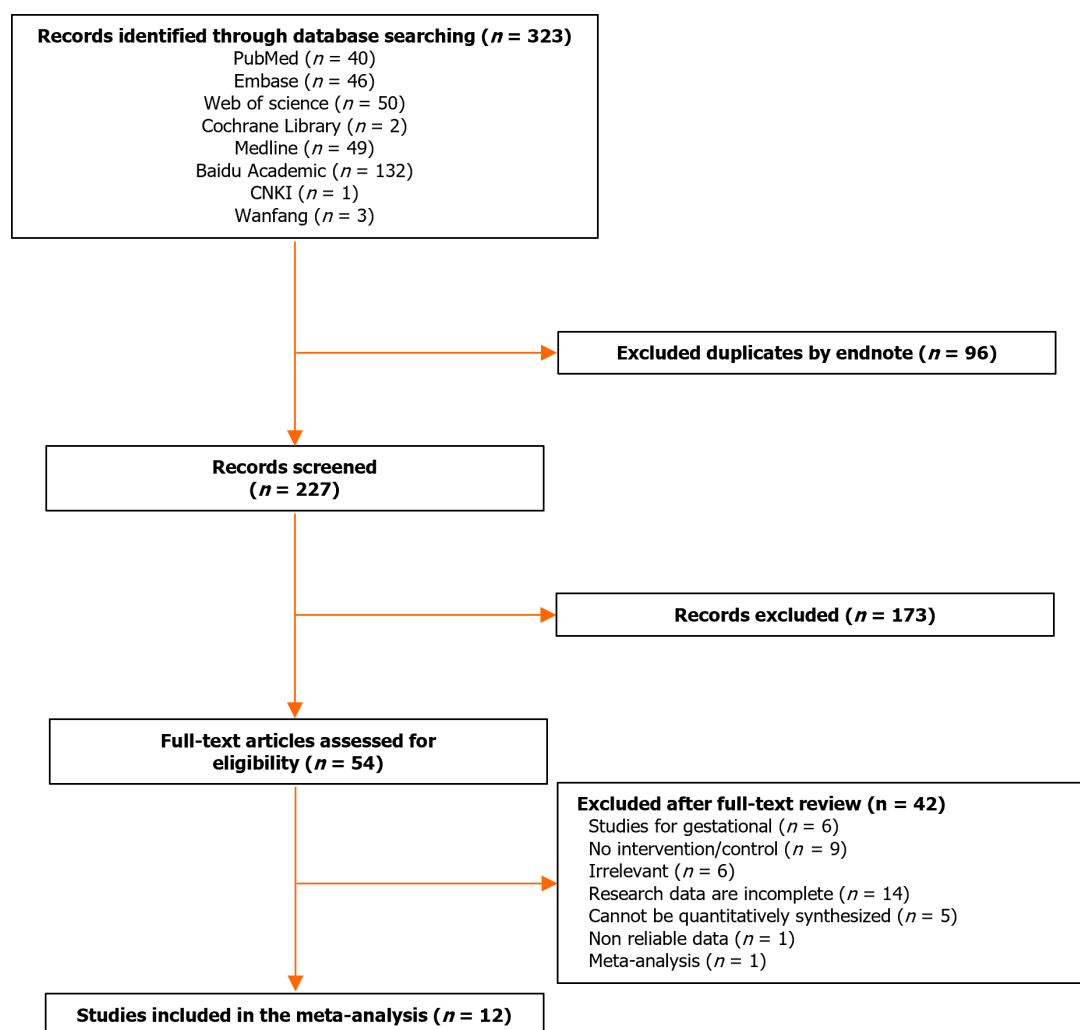 Records identified through database searching (n = 323)
PubMed (n = 40)
Embase (n = 46)
Web of science (n = 50)
Cochrane Library (n = 2)
Medline (n = 49)
Baidu Academic (n = 132)
CNKI (n = 1)
Wanfang (n = 3)
Excluded duplicates by endnote (n = 96)
Records screened
(n = 227)
Records excluded (n = 173)
Full-text articles assessed for
eligibility (n = 54)
Excluded after full-text review (n = 42)
Studies for gestational (n = 6)
No intervention/control (n = 9)
Irrelevant (n = 6)
Research data are incomplete (n = 14)
Cannot be quantitatively synthesized (n = 5)
Non reliable data (n = 1)
Meta-analysis (n = 1)
Studies included in the meta-analysis (n = 12)